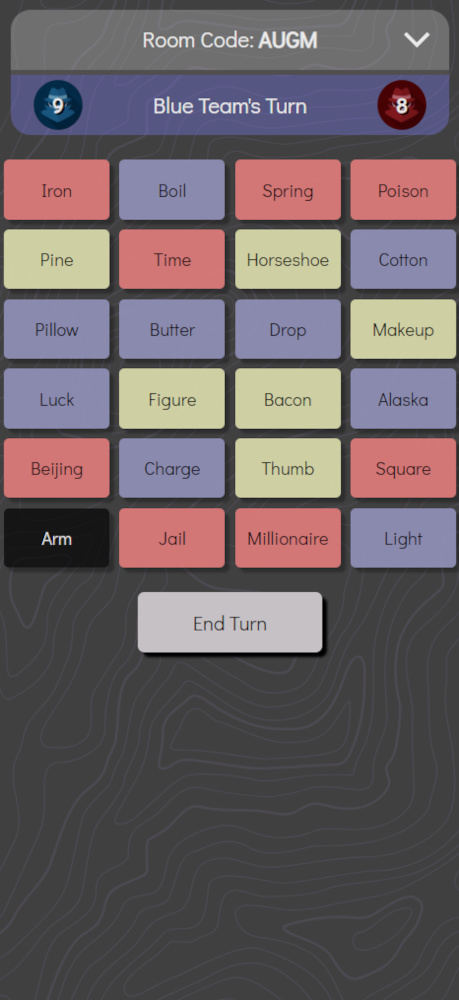 Room Code: AUGM
9 Blue Team's Turn 8
Iron Boil Spring Poison
Pine Time Horseshoe Cotton
Pillow Butter Drop Makeup
Luck Figure Bacon Alaska
Beijing Charge Thumb Square
Arm Jail Millionaire Light
End Turn